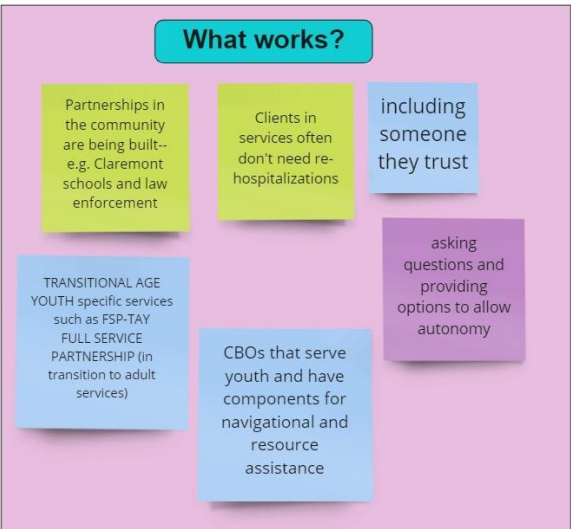 What works?
Partnerships in
the community
are being built--
e.g. Claremont
schools and law
enforcement
Clients in
services often
don't need re-
hospitalizations
including
someone
they trust
asking
questions and
providing
options to allow
autonomy
TRANSITIONAL AGE
YOUTH specific services
such as FSP-TAY
FULL SERVICE
PARTNERSHIP (in
transition to adult
services)
CBOs that serve
youth and have
components for
navigational and
resource
assistance